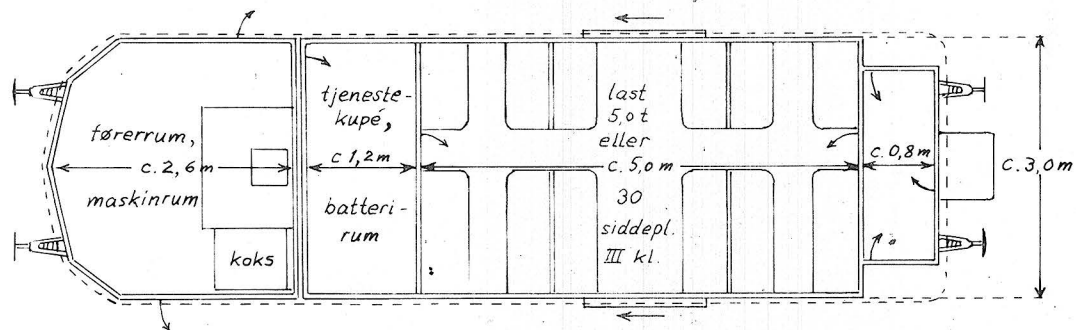 førerrum,
c. 2,6 m
maskinrum
koks
tjeneste-
kupé,
c 1,2 m
batteri-
rum
last
5,0 t
eller
c. 5,0 m
30
siddepl.
III kl.
c. 0,8 m
c. 3,0 m